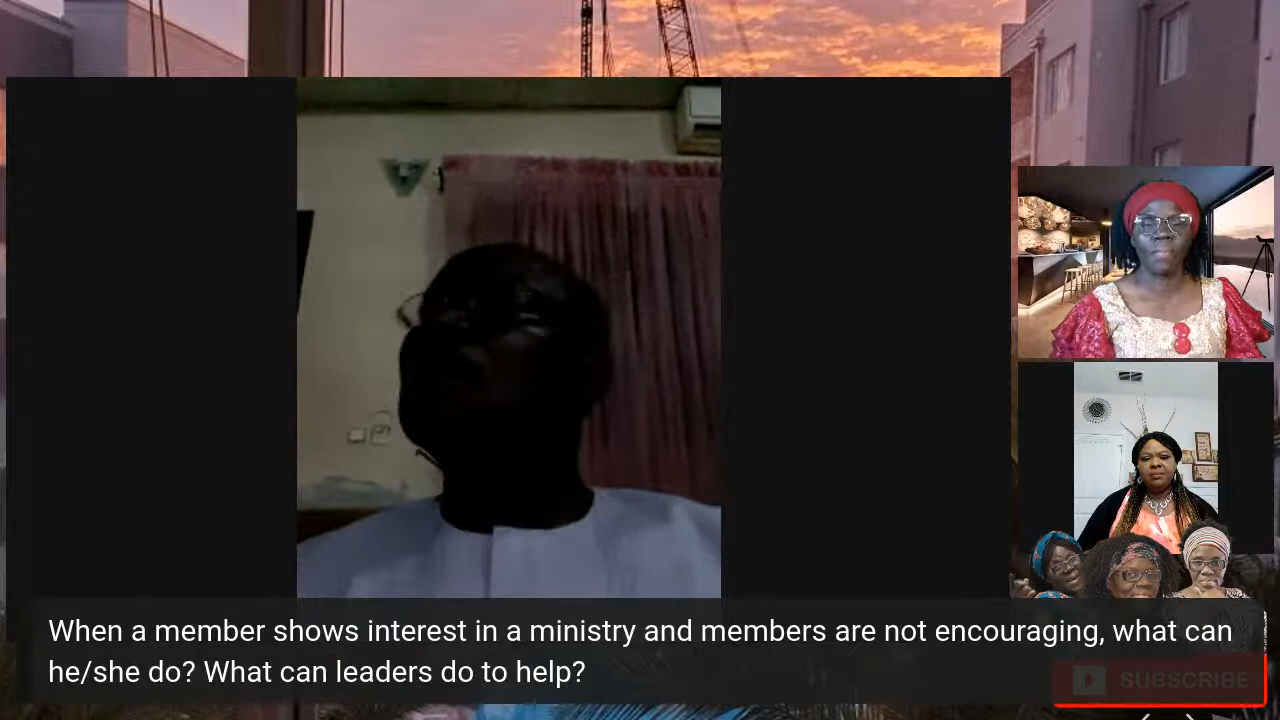 When a member shows interest in a ministry and members are not encouraging, what can
he/she do? What can leaders do to help?
SUBSCRIBE